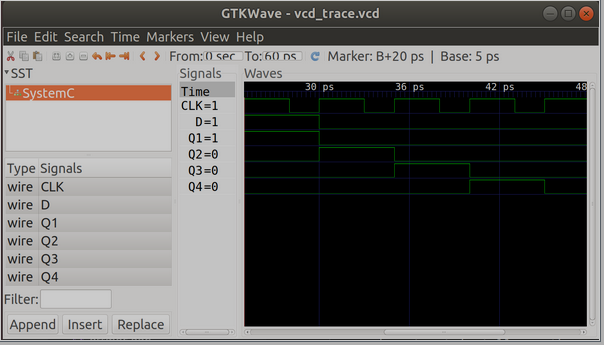 GTKWave - vcd_trace.vcd
File Edit Search Time Markers View Help
From: 0 sec To: 60 ps Marker: B+20 ps | Base: 5 ps
SST
SystemC
Type Signals
wire CLK
wire D
wire Q1
wire Q2
wire Q3
wire Q4
Filter:
Append Insert Replace
Signals
Time
CLK=1
D=1
Q1=1
Q2=0
Q3=0
Q4=0
Waves
30 ps 36 ps 42 ps 48